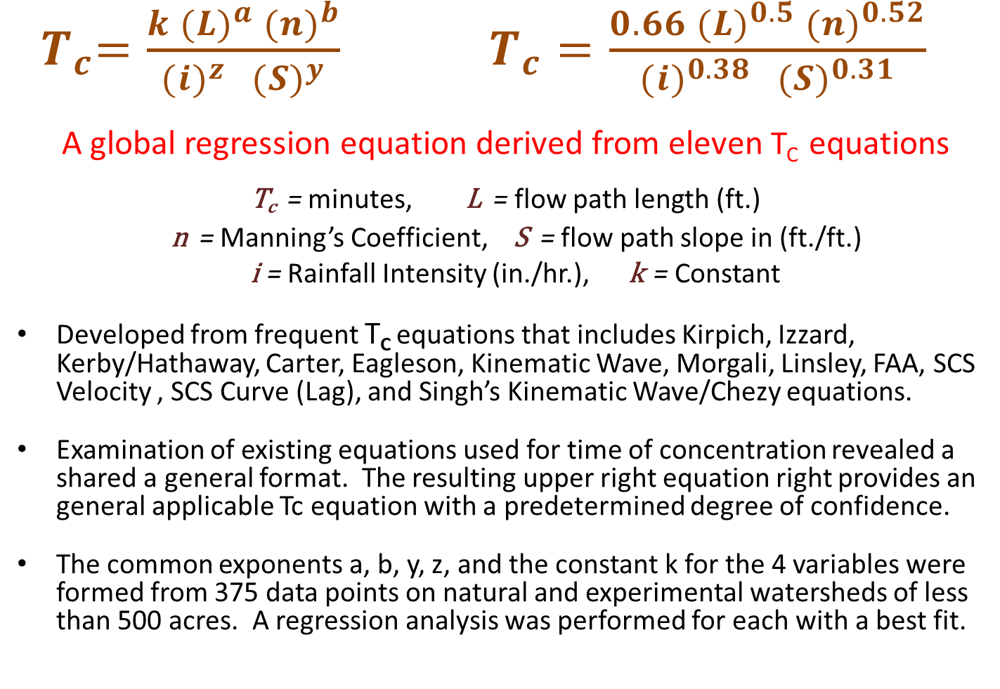 T_c = k (L)^a (n)^b / (i)^z (S)^y    T_c = 0.66 (L)^0.5 (n)^0.52 / (i)^0.38 (S)^0.31
A global regression equation derived from eleven T_C equations
T_c = minutes,    L = flow path length (ft.)
n = Manning’s Coefficient,    S = flow path slope in (ft./ft.)
i = Rainfall Intensity (in./hr.),    k = Constant
• Developed from frequent T_c equations that includes Kirpich, Izzard,
Kerby/Hathaway, Carter, Eagleson, Kinematic Wave, Morgali, Linsley, FAA, SCS
Velocity , SCS Curve (Lag), and Singh’s Kinematic Wave/Chezy equations.
• Examination of existing equations used for time of concentration revealed a
shared a general format.  The resulting upper right equation right provides an
general applicable Tc equation with a predetermined degree of confidence.
• The common exponents a, b, y, z, and the constant k for the 4 variables were
formed from 375 data points on natural and experimental watersheds of less
than 500 acres.  A regression analysis was performed for each with a best fit.